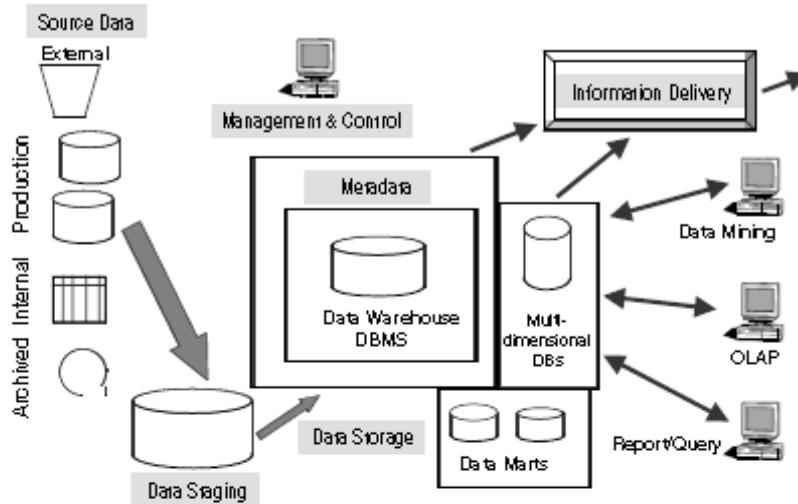 Source Data
External
Production
Internal
Archived
Management & Control
Information Delivery
Meradara
Data Warehouse
DBMS
Multi-
dimensional
DBs
Data Mining
OLAP
Report/Query
Data Storage
Data Marts
Data Staging